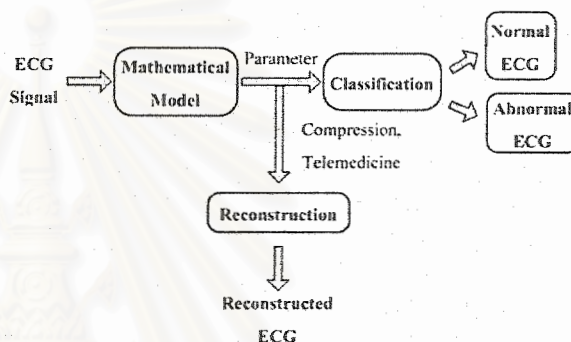 ECG
Signal
Mathematical
Model
Parameter
Classification
Normal
ECG
Abnormal
ECG
Compression,
Telemedicine
Reconstruction
Reconstructed
ECG